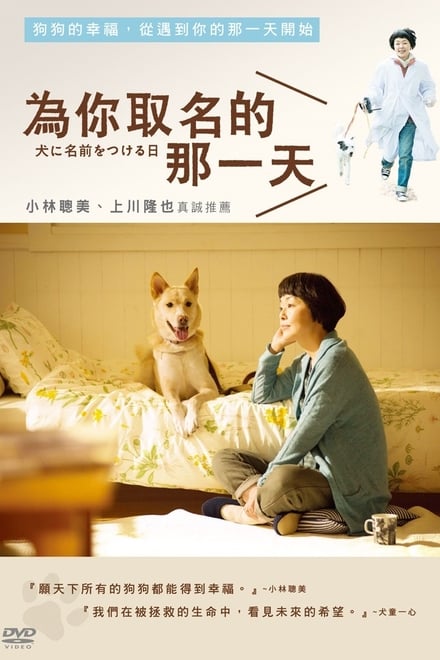 狗狗的幸福，從遇到你的那一天開始
為你取名的
犬に名前をつける日
那一天
小林聰美、上川隆也真誠推薦
『願天下所有的狗狗都能得到幸福。』~小林聰美
『我們在被拯救的生命中，看見未來的希望。』~犬童一心
DVD
VIDEO